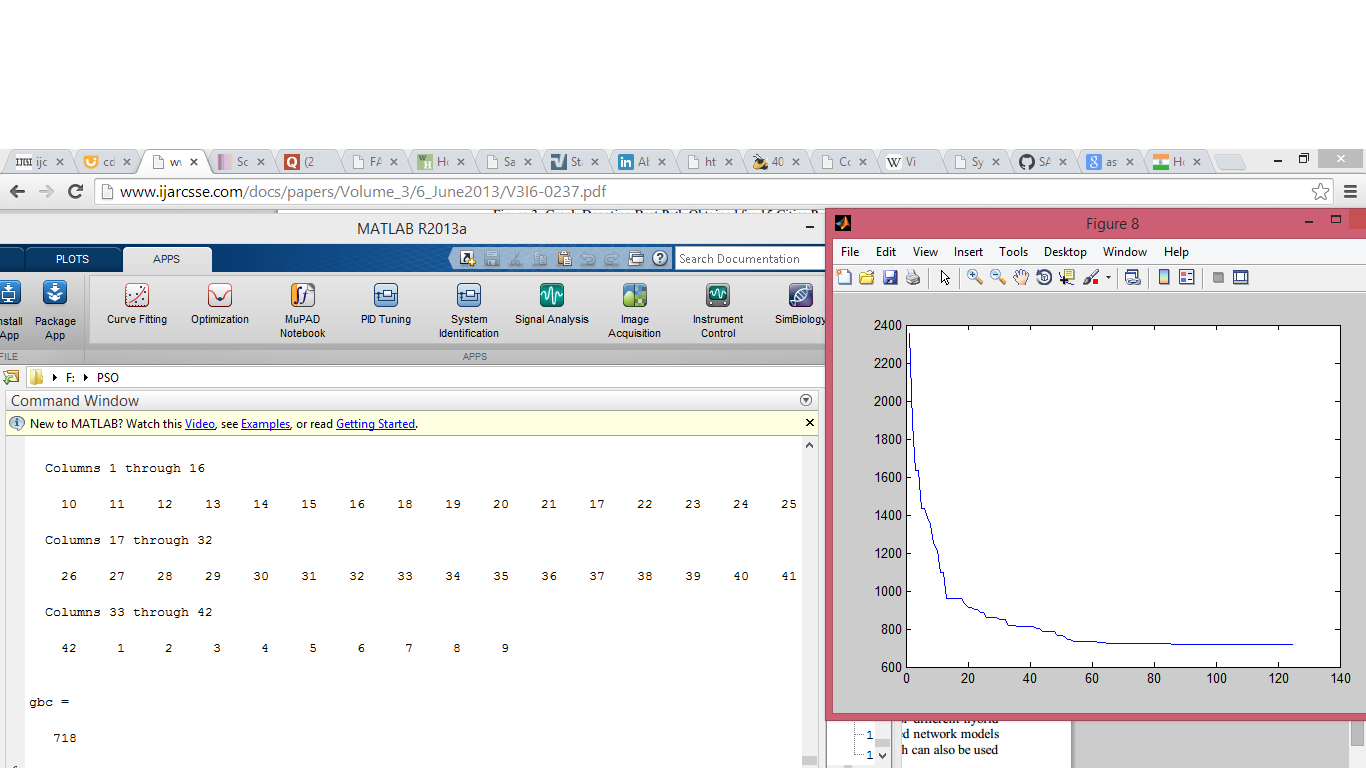 ijc cd wv Sc (2 FA Ho Sa St Ab ht 40 Co Vi Sy SA as Ho
www.ijarcsse.com/docs/papers/Volume_3/6_June2013/V3I6-0237.pdf
MATLAB R2013a
PLOTS APPS Search Documentation
nstall App Package App Curve Fitting Optimization MuPAD Notebook PID Tuning System Identification Signal Analysis Image Acquisition Instrument Control SimBiology
FILE APPS
F: PSO
Command Window
New to MATLAB? Watch this Video, see Examples, or read Getting Started.
Columns 1 through 16
10 11 12 13 14 15 16 18 19 20 21 17 22 23 24 25
Columns 17 through 32
26 27 28 29 30 31 32 33 34 35 36 37 38 39 40 41
Columns 33 through 42
42 1 2 3 4 5 6 7 8 9
gbc =
718
Figure 8
File Edit View Insert Tools Desktop Window Help
2400
2200
2000
1800
1600
1400
1200
1000
800
600
0 20 40 60 80 100 120 140
d network models
h can also be used
1
1